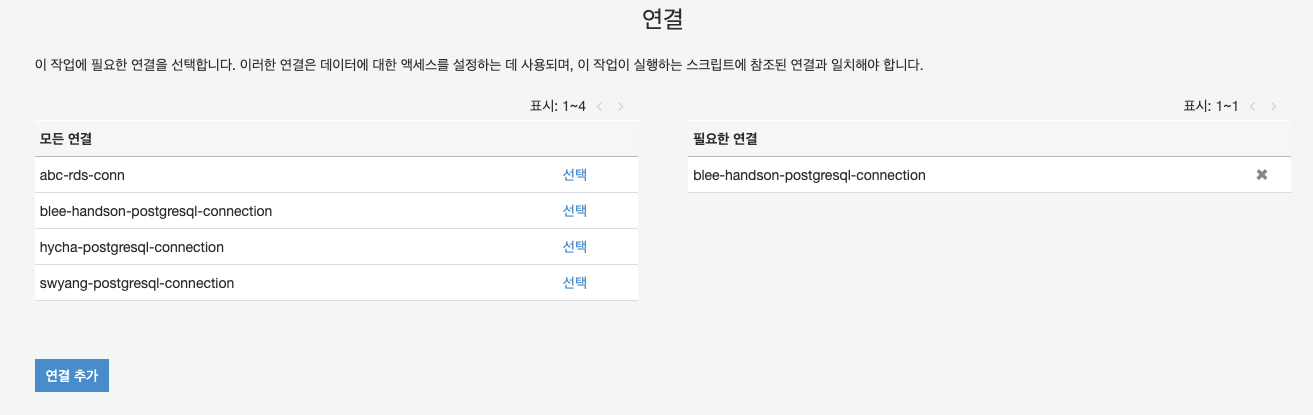 연결
이 작업에 필요한 연결을 선택합니다. 이러한 연결은 데이터에 대한 액세스를 설정하는 데 사용되며, 이 작업이 실행하는 스크립트에 참조된 연결과 일치해야 합니다.
표시: 1~4 < >
모든 연결
abc-rds-conn 선택
blee-handson-postgresql-connection 선택
hycha-postgresql-connection 선택
swyang-postgresql-connection 선택
표시: 1~1 < >
필요한 연결
blee-handson-postgresql-connection ✖
연결 추가